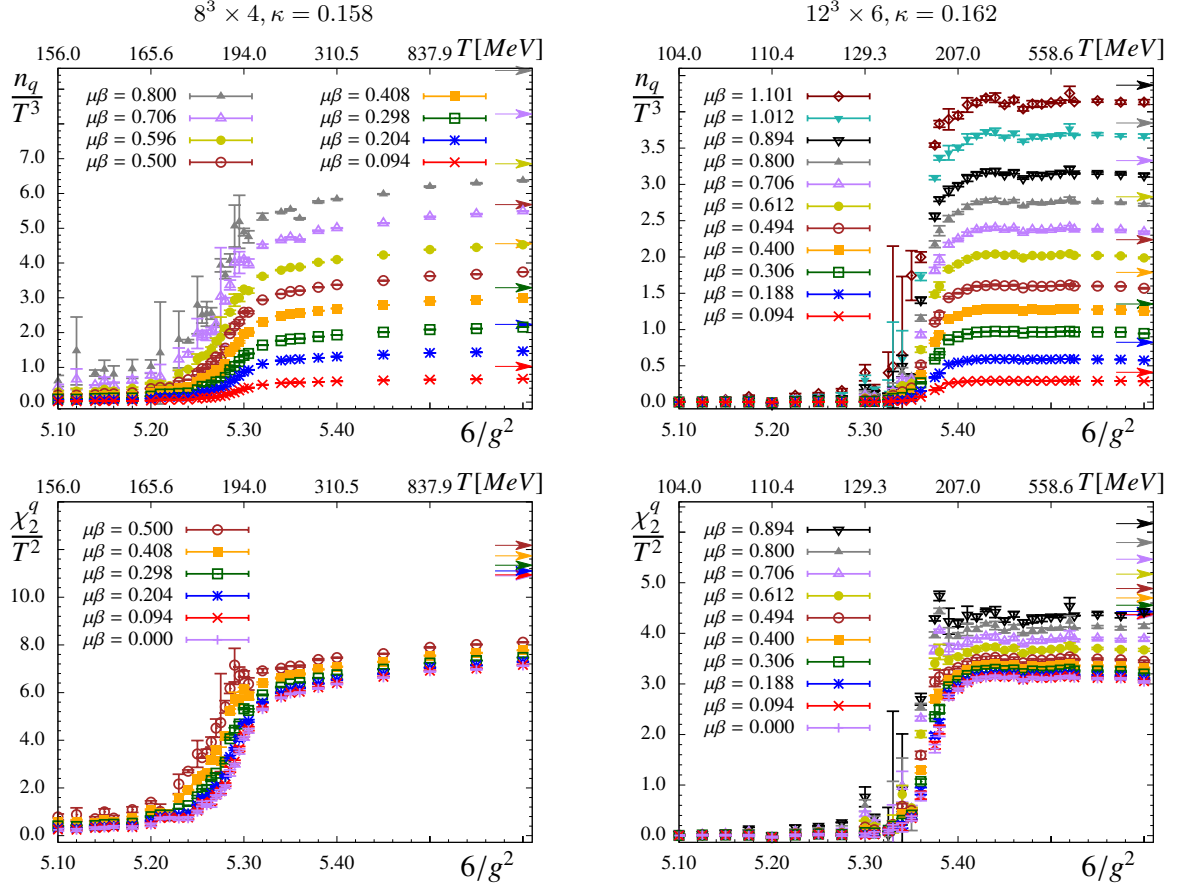 8³ × 4, κ = 0.158
12³ × 6, κ = 0.162
156.0 165.6 194.0 310.5 837.9 T[MeV]
n_q/T³
μβ = 0.800
μβ = 0.706
μβ = 0.596
μβ = 0.500
μβ = 0.408
μβ = 0.298
μβ = 0.204
μβ = 0.094
8.0
7.0
6.0
5.0
4.0
3.0
2.0
1.0
0.0
5.10 5.20 5.30 5.40 6/g²
104.0 110.4 129.3 207.0 558.6 T[MeV]
n_q/T³
μβ = 1.101
μβ = 1.012
μβ = 0.894
μβ = 0.800
μβ = 0.706
μβ = 0.612
μβ = 0.494
μβ = 0.400
μβ = 0.306
μβ = 0.188
μβ = 0.094
3.5
3.0
2.5
2.0
1.5
1.0
0.5
0.0
5.10 5.20 5.30 5.40 6/g²
156.0 165.6 194.0 310.5 837.9 T[MeV]
χ₂^q/T²
μβ = 0.500
μβ = 0.408
μβ = 0.298
μβ = 0.204
μβ = 0.094
μβ = 0.000
10.0
8.0
6.0
4.0
2.0
0.0
5.10 5.20 5.30 5.40 6/g²
104.0 110.4 129.3 207.0 558.6 T[MeV]
χ₂^q/T²
μβ = 0.894
μβ = 0.800
μβ = 0.706
μβ = 0.612
μβ = 0.494
μβ = 0.400
μβ = 0.306
μβ = 0.188
μβ = 0.094
μβ = 0.000
5.0
4.0
3.0
2.0
1.0
0.0
5.10 5.20 5.30 5.40 6/g²